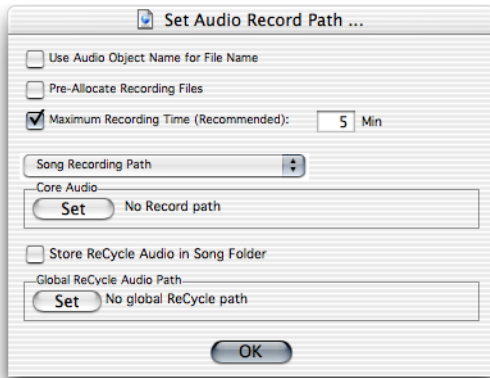 Set Audio Record Path ...
Use Audio Object Name for File Name
Pre-Allocate Recording Files
Maximum Recording Time (Recommended): 5 Min
Song Recording Path
Core Audio
Set No Record path
Store ReCycle Audio in Song Folder
Global ReCycle Audio Path
Set No global ReCycle path
OK